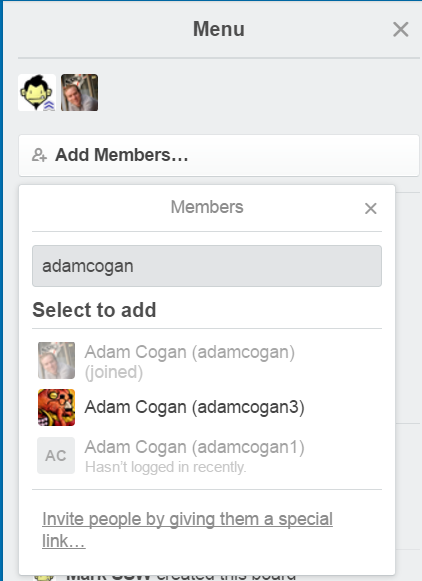 Menu
Add Members…
Members
adamcogan
Select to add
Adam Cogan (adamcogan)
(joined)
Adam Cogan (adamcogan3)
AC
Adam Cogan (adamcogan1)
Hasn't logged in recently.
Invite people by giving them a special
link…
Mark SSW created this board